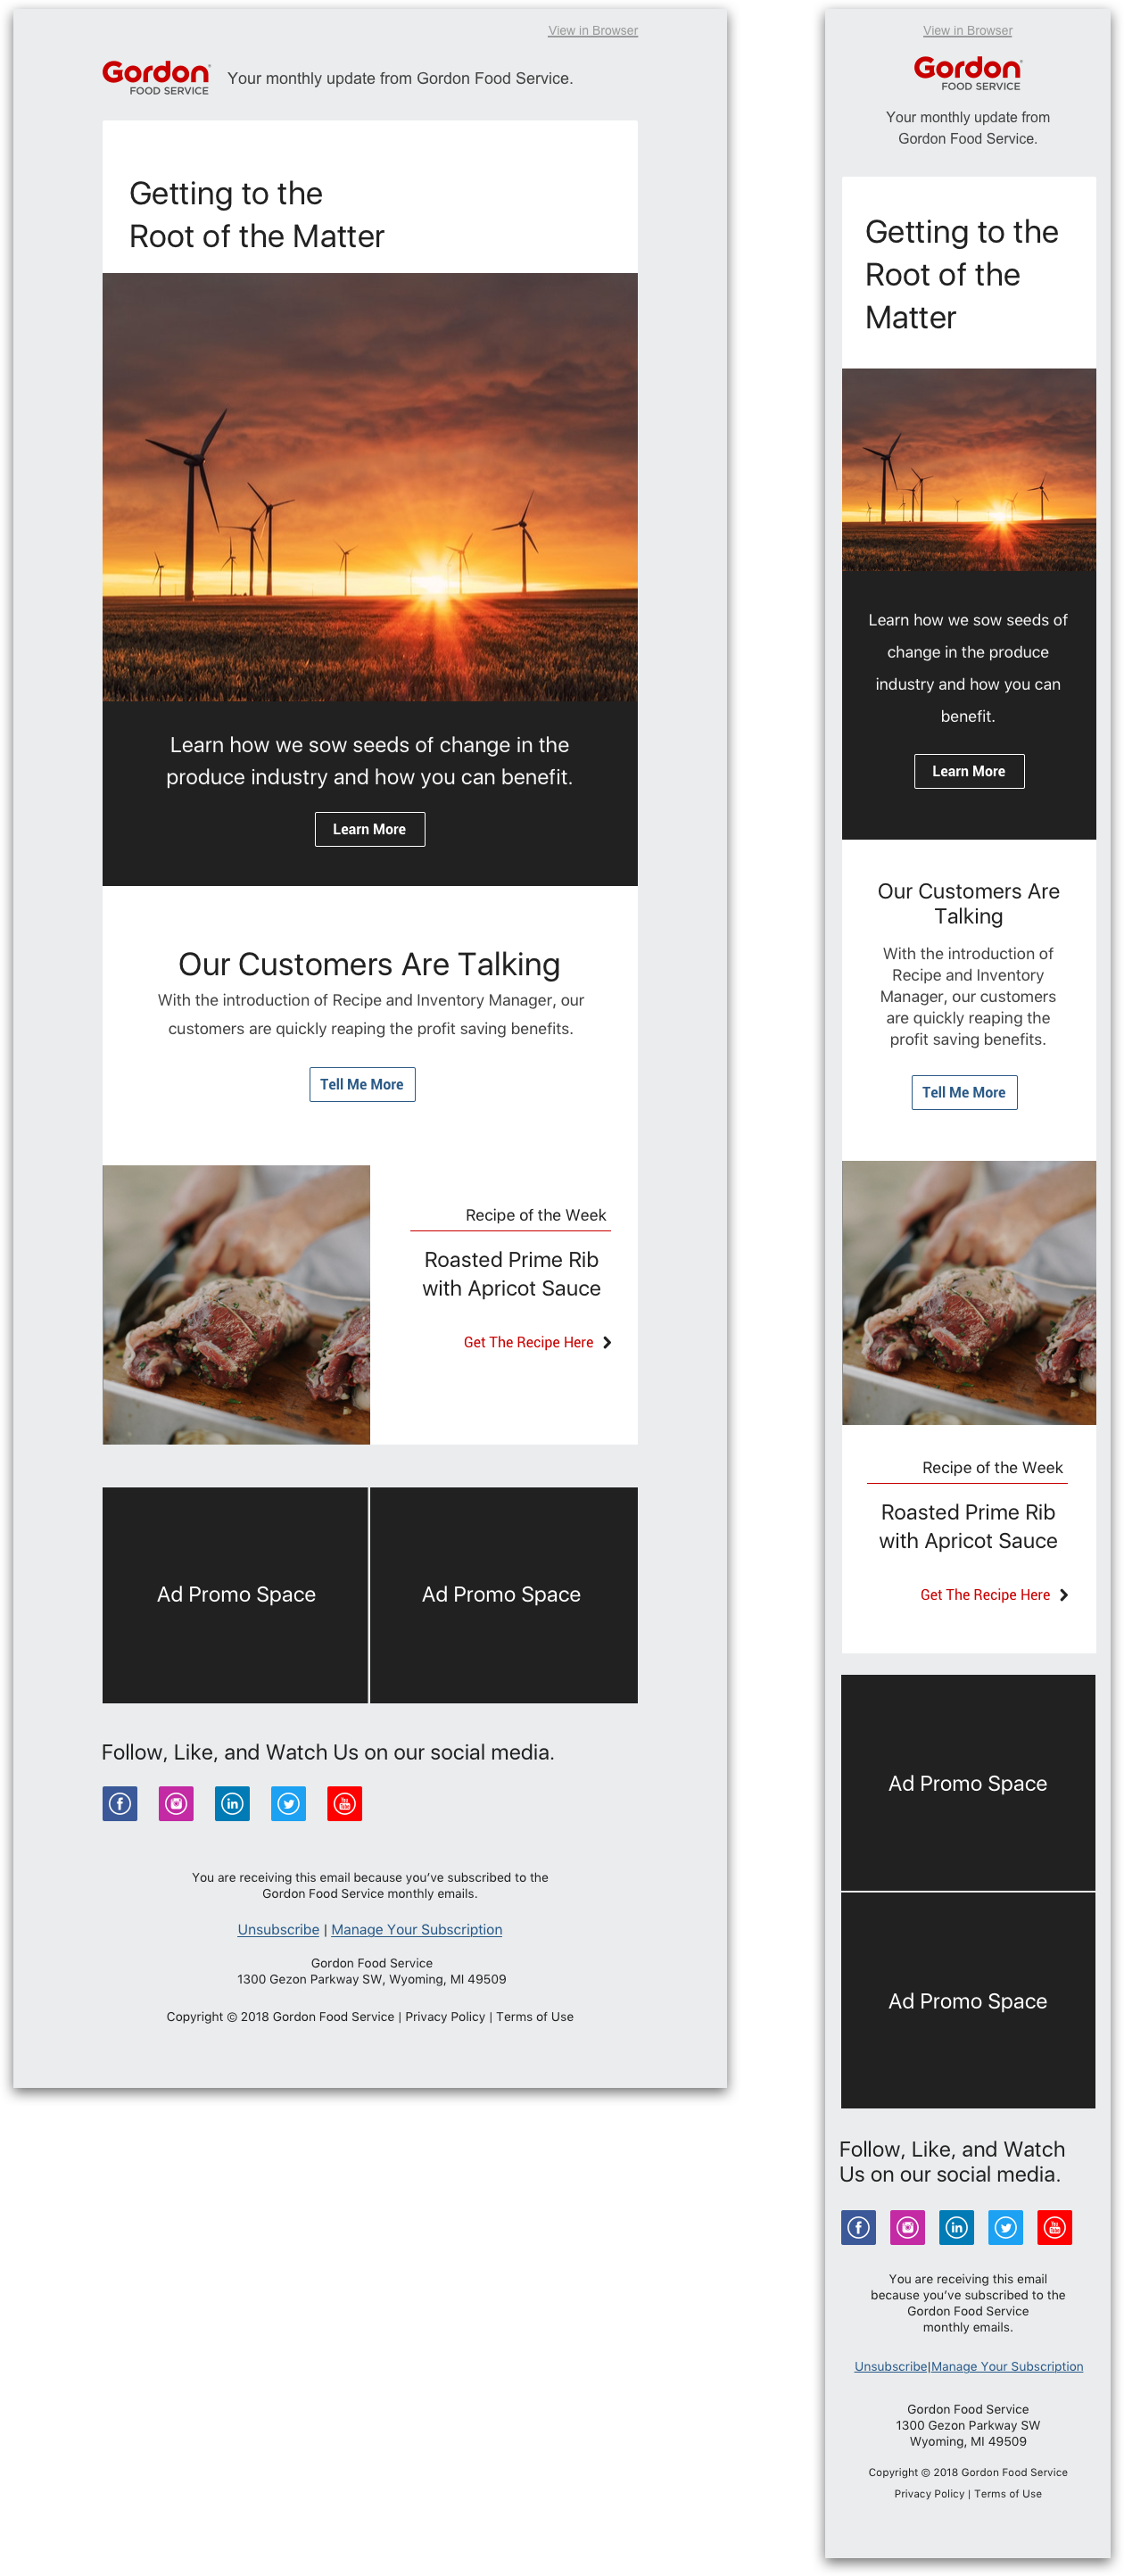 View in Browser
Gordon
FOOD SERVICE
Your monthly update from Gordon Food Service.
Getting to the
Root of the Matter
Learn how we sow seeds of change in the
produce industry and how you can benefit.
Learn More
Our Customers Are Talking
With the introduction of Recipe and Inventory Manager, our
customers are quickly reaping the profit saving benefits.
Tell Me More
Recipe of the Week
Roasted Prime Rib
with Apricot Sauce
Get The Recipe Here
Ad Promo Space
Ad Promo Space
Follow, Like, and Watch Us on our social media.
f
in
You
Tube
You are receiving this email because you’ve subscribed to the
Gordon Food Service monthly emails.
Unsubscribe | Manage Your Subscription
Gordon Food Service
1300 Gezon Parkway SW, Wyoming, MI 49509
Copyright © 2018 Gordon Food Service | Privacy Policy | Terms of Use
View in Browser
Gordon
FOOD SERVICE
Your monthly update from
Gordon Food Service.
Getting to the
Root of the
Matter
Learn how we sow seeds of
change in the produce
industry and how you can
benefit.
Learn More
Our Customers Are
Talking
With the introduction of
Recipe and Inventory
Manager, our customers
are quickly reaping the
profit saving benefits.
Tell Me More
Recipe of the Week
Roasted Prime Rib
with Apricot Sauce
Get The Recipe Here
Ad Promo Space
Ad Promo Space
Follow, Like, and Watch
Us on our social media.
f
in
You
Tube
You are receiving this email
because you’ve subscribed to the
Gordon Food Service
monthly emails.
Unsubscribe|Manage Your Subscription
Gordon Food Service
1300 Gezon Parkway SW
Wyoming, MI 49509
Copyright © 2018 Gordon Food Service
Privacy Policy | Terms of Use